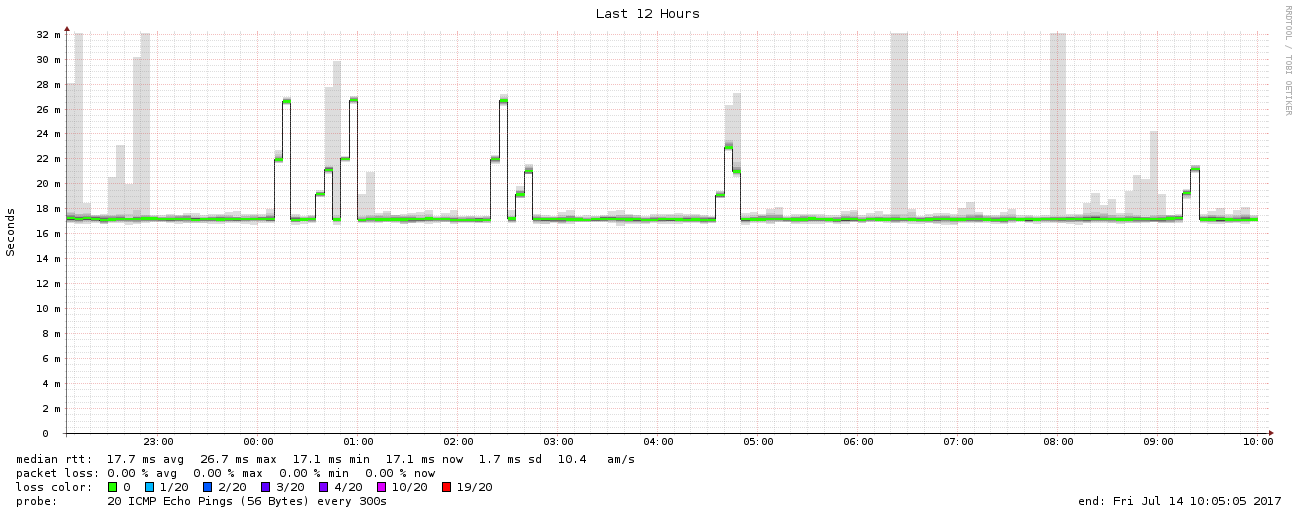 Last 12 Hours
RRDTOOL / TOBI OETIKER
Seconds
32 m
30 m
28 m
26 m
24 m
22 m
20 m
18 m
16 m
14 m
12 m
10 m
8 m
6 m
4 m
2 m
0
23:00 00:00 01:00 02:00 03:00 04:00 05:00 06:00 07:00 08:00 09:00 10:00
median rtt: 17.7 ms avg 26.7 ms max 17.1 ms min 17.1 ms now 1.7 ms sd 10.4 am/s
packet loss: 0.00 % avg 0.00 % max 0.00 % min 0.00 % now
loss color: 0 1/20 2/20 3/20 4/20 10/20 19/20
probe: 20 ICMP Echo Pings (56 Bytes) every 300s end: Fri Jul 14 10:05:05 2017